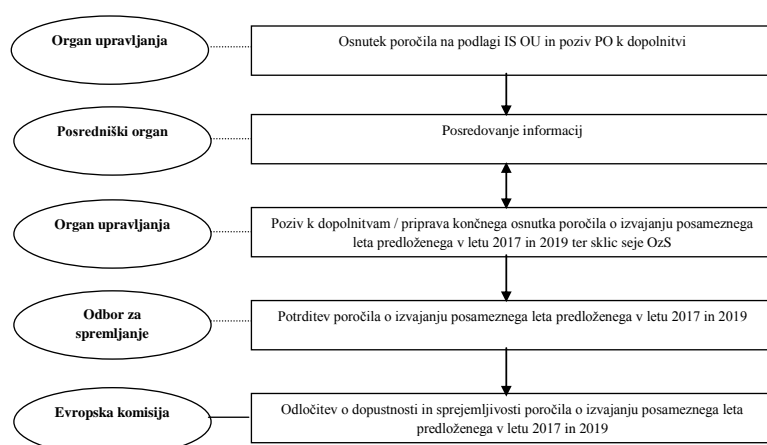 Organ upravljanja
Osnutek poročila na podlagi IS OU in poziv PO k dopolnitvi
Posredniški organ
Posredovanje informacij
Organ upravljanja
Poziv k dopolnitvam / priprava končnega osnutka poročila o izvajanju posameznega
leta predloženega v letu 2017 in 2019 ter sklic seje OzS
Odbor za
spremljanje
Potrditev poročila o izvajanju posameznega leta predloženega v letu 2017 in 2019
Evropska komisija
Odločitev o dopustnosti in sprejemljivosti poročila o izvajanju posameznega leta
predloženega v letu 2017 in 2019